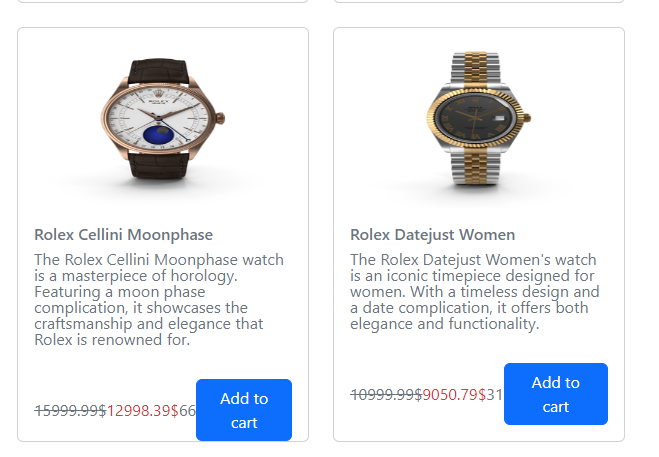 ROLEX
Rolex Cellini Moonphase
The Rolex Cellini Moonphase watch
is a masterpiece of horology.
Featuring a moon phase
complication, it showcases the
craftsmanship and elegance that
Rolex is renowned for.
15999.99$12998.39$66
Add to
cart
Rolex Datejust Women
The Rolex Datejust Women's watch
is an iconic timepiece designed for
women. With a timeless design and
a date complication, it offers both
elegance and functionality.
10999.99$9050.79$31
Add to
cart